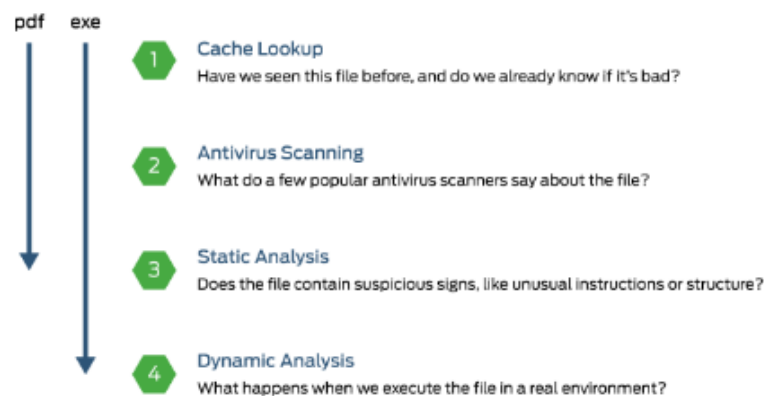 pdf exe
1 Cache Lookup
Have we seen this file before, and do we already know if it's bad?
2 Antivirus Scanning
What do a few popular antivirus scanners say about the file?
3 Static Analysis
Does the file contain suspicious signs, like unusual instructions or structure?
4 Dynamic Analysis
What happens when we execute the file in a real environment?